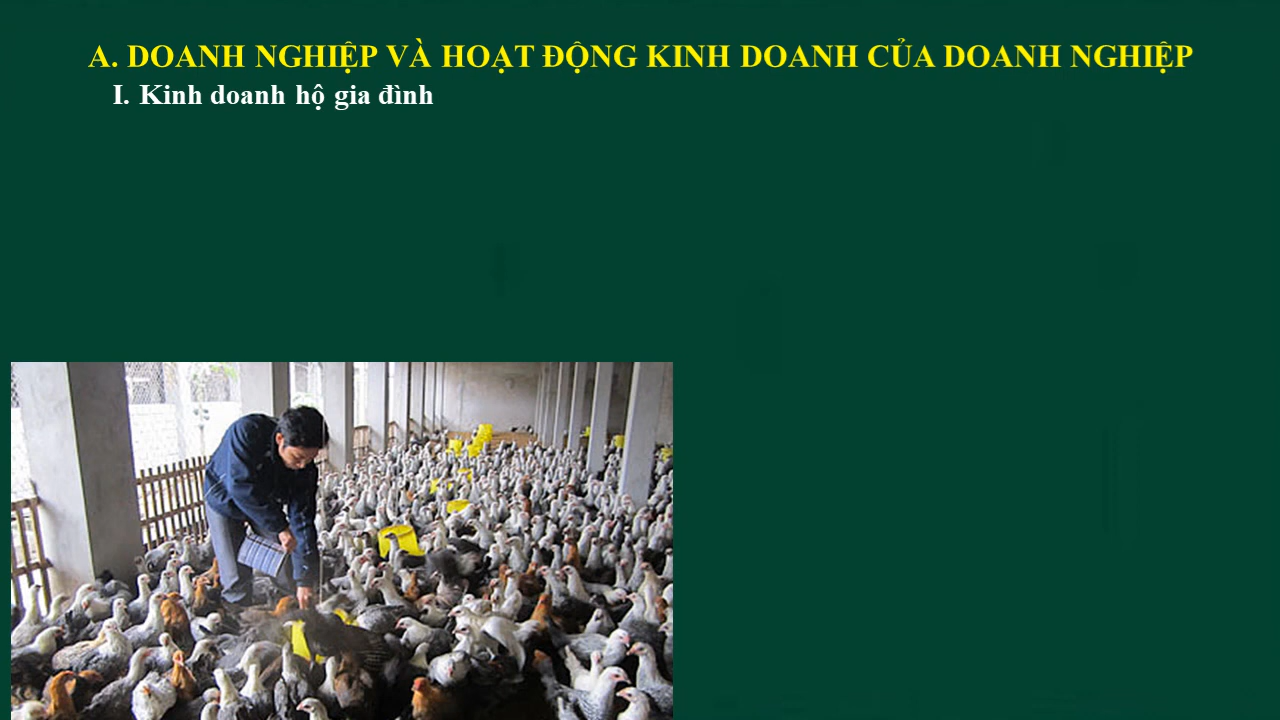 A. DOANH NGHIỆP VÀ HOẠT ĐỘNG KINH DOANH CỦA DOANH NGHIỆP
I. Kinh doanh hộ gia đình